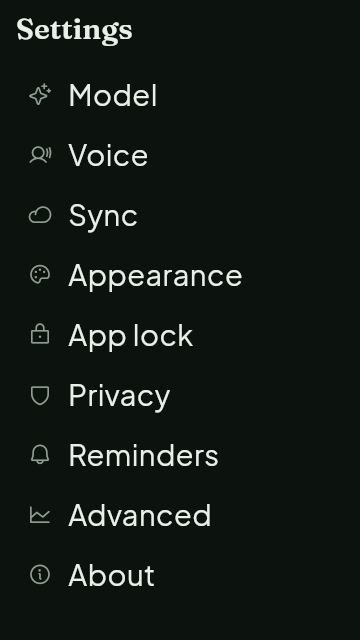 Settings
Model
Voice
Sync
Appearance
App lock
Privacy
Reminders
Advanced
About